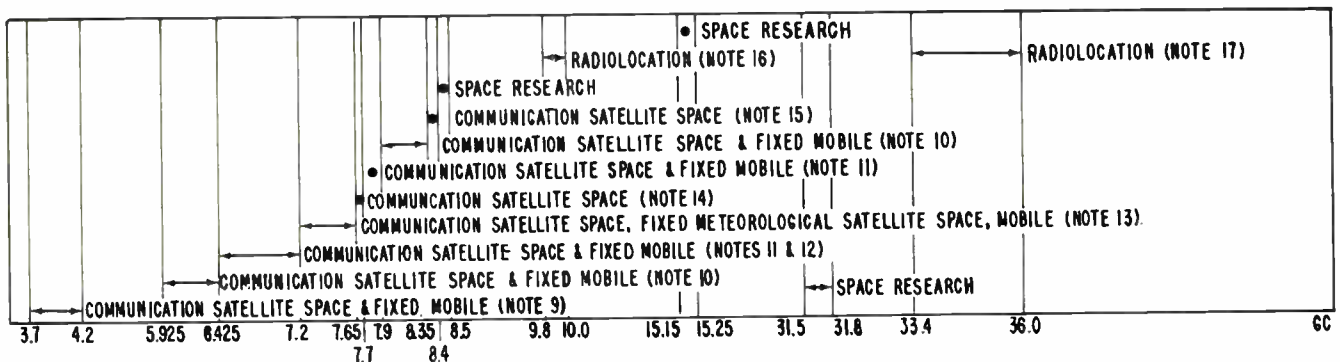 SPACE RESEARCH
RADIOLOCATION (NOTE 16)
RADIOLOCATION (NOTE 17)
SPACE RESEARCH
COMMUNICATION SATELLITE SPACE (NOTE 15)
COMMUNICATION SATELLITE SPACE & FIXED MOBILE (NOTE 10)
COMMUNICATION SATELLITE SPACE & FIXED MOBILE (NOTE 11)
COMMUNCATION SATELLITE SPACE (NOTE 14)
COMMUNICATION SATELLITE SPACE, FIXED METEOROLOGICAL SATELLITE SPACE, MOBILE (NOTE 13).
COMMUNICATION SATELLITE SPACE & FIXED MOBILE (NOTES 11 & 12)
COMMUNICATION SATELLITE SPACE & FIXED MOBILE (NOTE 10)
SPACE RESEARCH
COMMUNICATION SATELLITE SPACE & FIXED MOBILE (NOTE 9)
3.7 4.2 5.925 6.425 7.2 7.65 7.9 8.35 8.5 9.8 10.0 15.15 15.25 31.5 31.8 33.4 36.0 GC
7.7 8.4